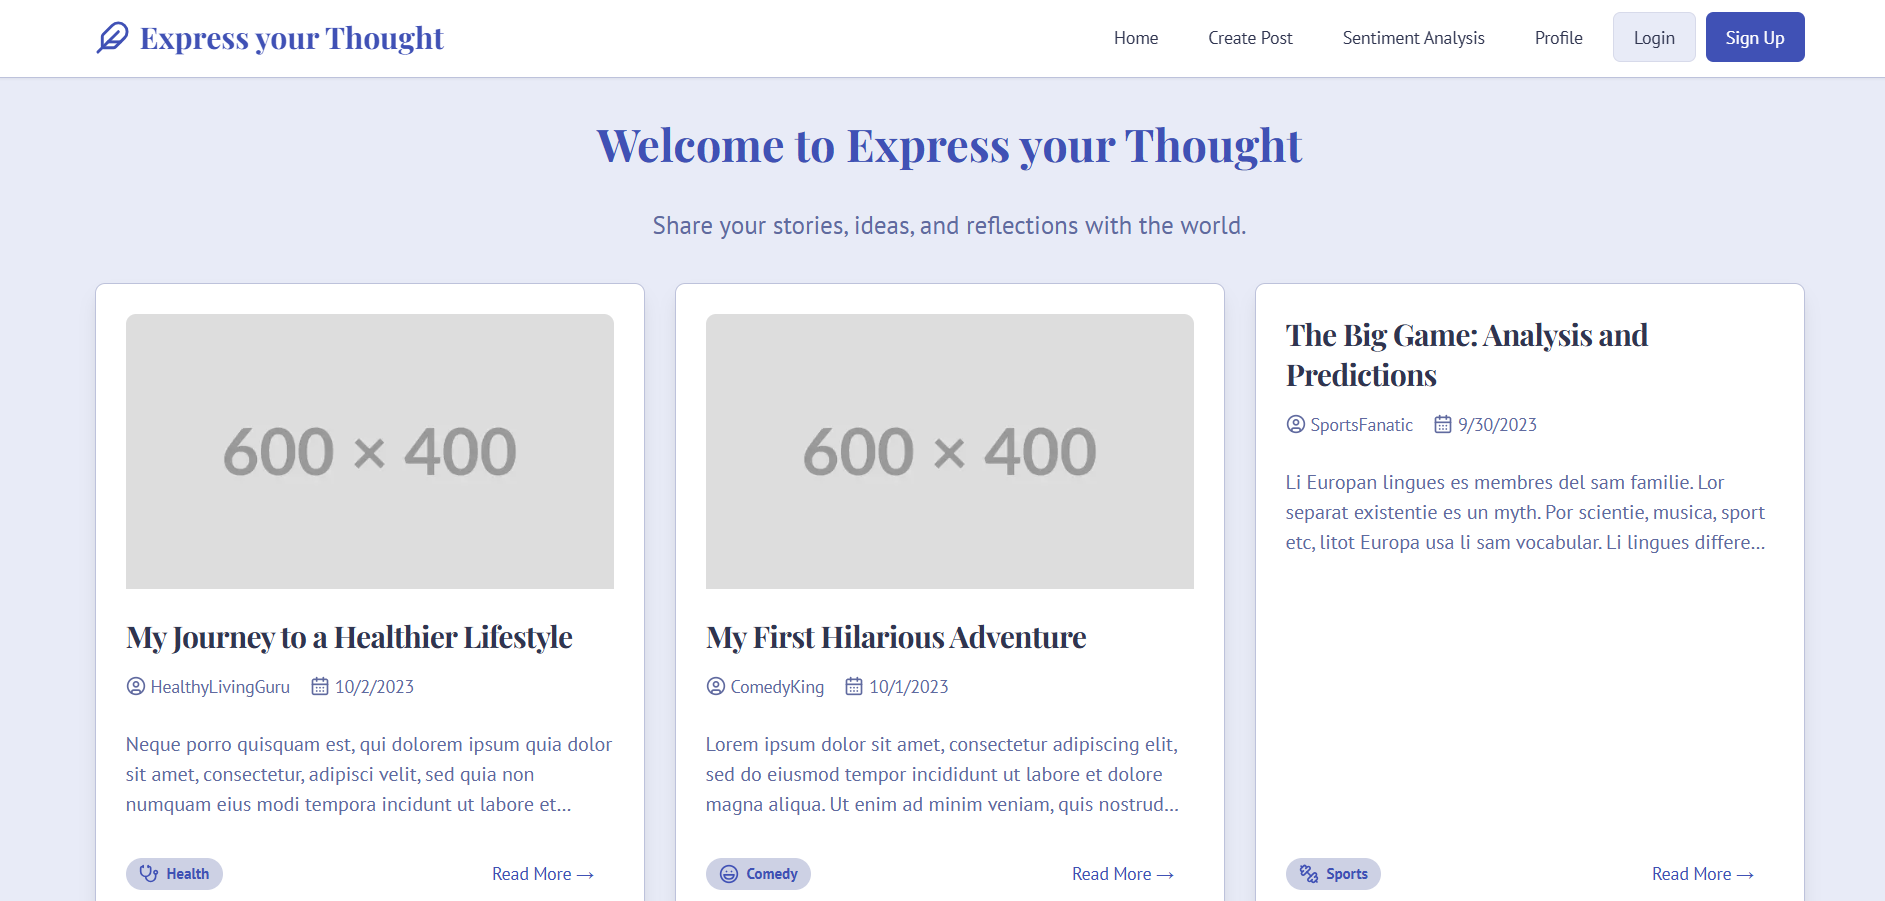 Express your Thought
Home
Create Post
Sentiment Analysis
Profile
Login
Sign Up
Welcome to Express your Thought
Share your stories, ideas, and reflections with the world.
600 × 400
My Journey to a Healthier Lifestyle
HealthyLivingGuru
10/2/2023
Neque porro quisquam est, qui dolorem ipsum quia dolor
sit amet, consectetur, adipisci velit, sed quia non
numquam eius modi tempora incidunt ut labore et...
Health
Read More →
600 × 400
My First Hilarious Adventure
ComedyKing
10/1/2023
Lorem ipsum dolor sit amet, consectetur adipiscing elit,
sed do eiusmod tempor incididunt ut labore et dolore
magna aliqua. Ut enim ad minim veniam, quis nostrud...
Comedy
Read More →
The Big Game: Analysis and
Predictions
SportsFanatic
9/30/2023
Li Europan lingues es membres del sam familie. Lor
separat existentie es un myth. Por scientie, musica, sport
etc, litot Europa usa li sam vocabular. Li lingues differe...
Sports
Read More →